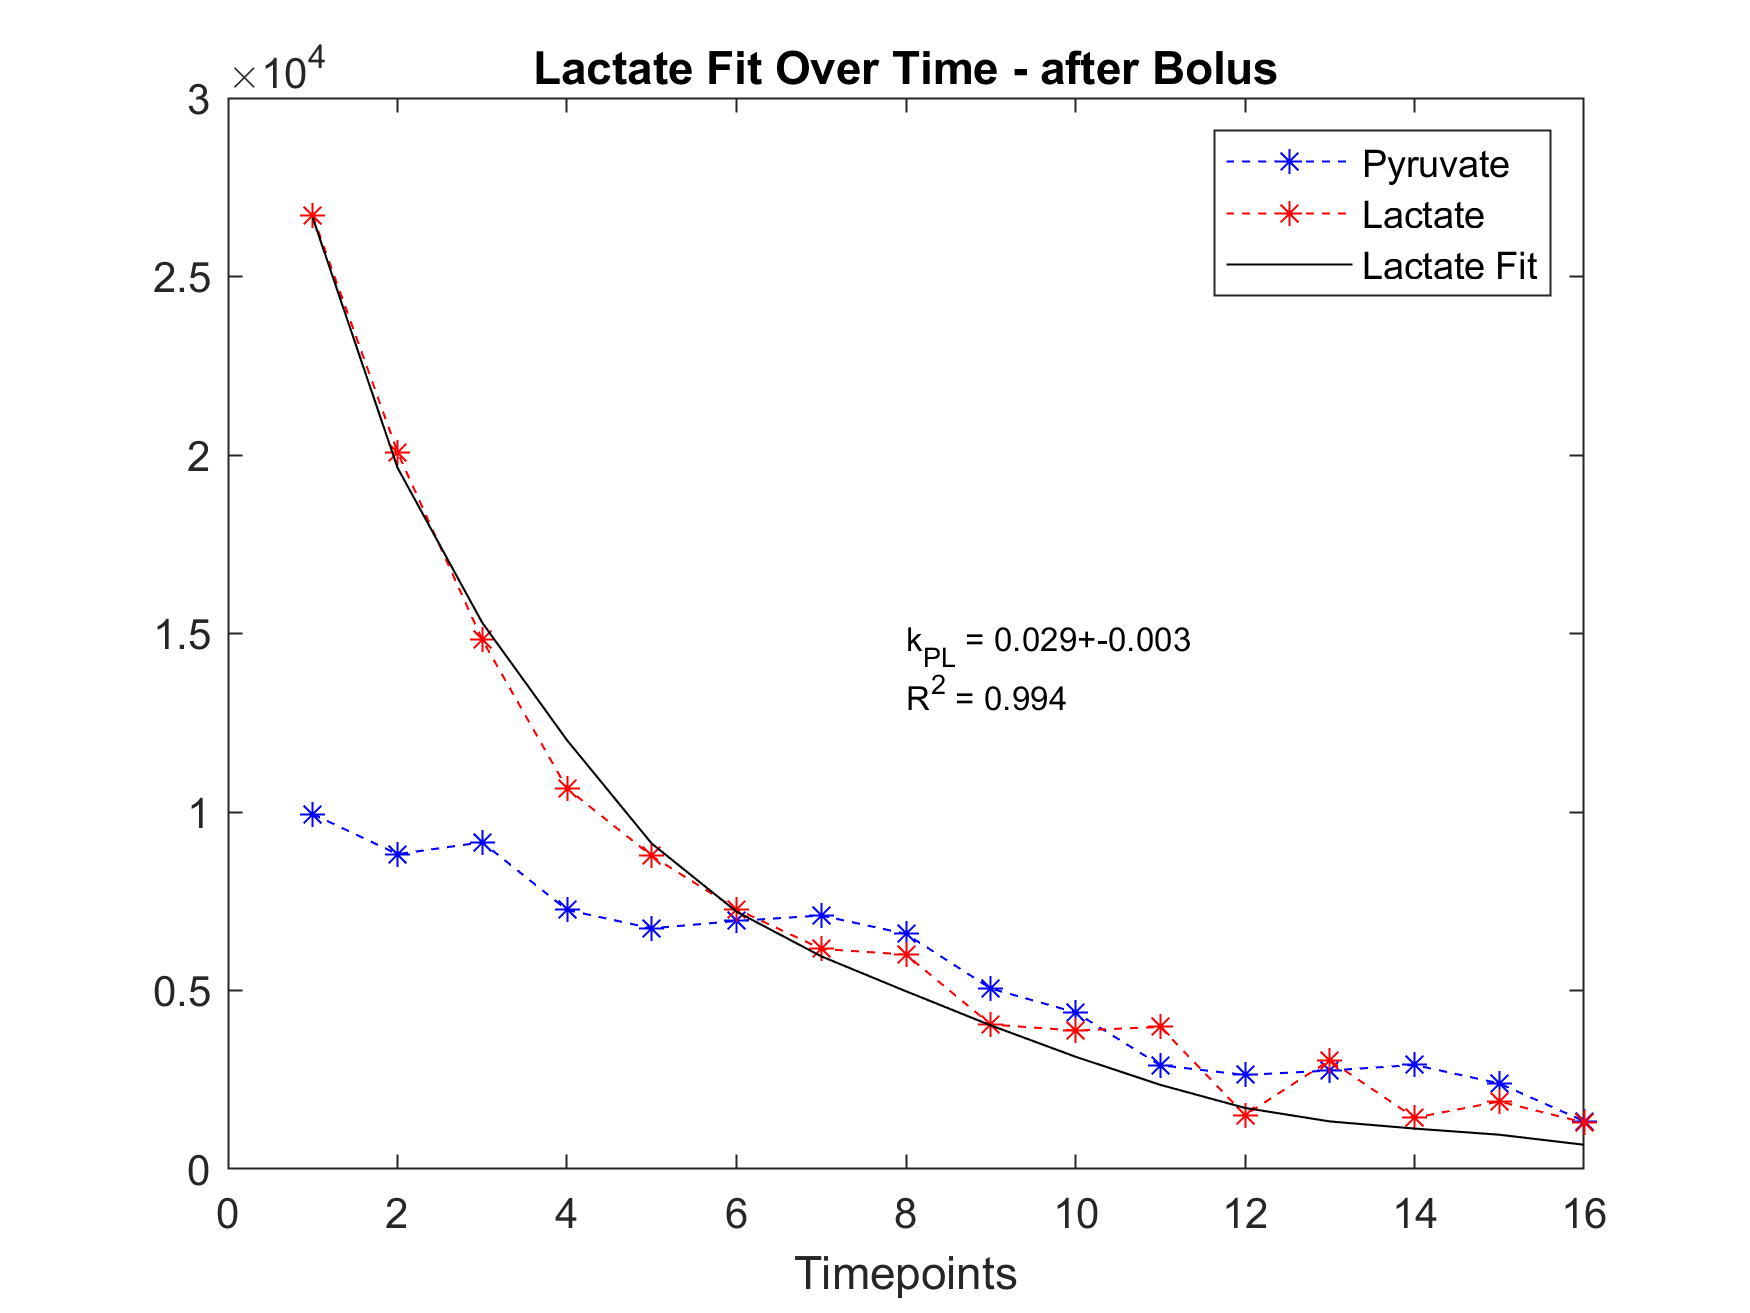 Lactate Fit Over Time - after Bolus
×10^4
3
2.5
2
1.5
1
0.5
0
Pyruvate
Lactate
Lactate Fit
k_PL = 0.029+-0.003
R^2 = 0.994
0 2 4 6 8 10 12 14 16
Timepoints